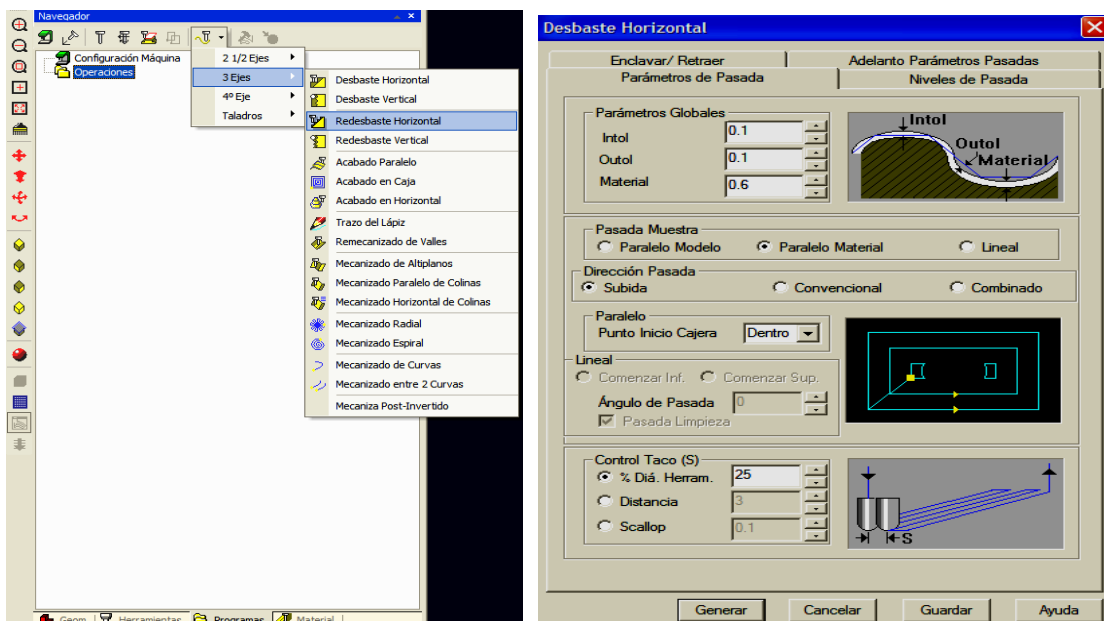 Navegador
Configuración Máquina
Operaciones
2 1/2 Ejes
3 Ejes
4º Eje
Taladros
Desbaste Horizontal
Desbaste Vertical
Redesbaste Horizontal
Redesbaste Vertical
Acabado Paralelo
Acabado en Caja
Acabado en Horizontal
Trazo del Lápiz
Remecanizado de Valles
Mecanizado de Altiplanos
Mecanizado Paralelo de Colinas
Mecanizado Horizontal de Colinas
Mecanizado Radial
Mecanizado Espiral
Mecanizado de Curvas
Mecanizado entre 2 Curvas
Mecaniza Post-Invertido
Geom
Herramientas
Programas
Material
Desbaste Horizontal
Enclavar/ Retraer
Adelanto Parámetros Pasadas
Parámetros de Pasada
Niveles de Pasada
Parámetros Globales
Intol 0.1
Outol 0.1
Material 0.6
Intol
Outol
Material
Pasada Muestra
Paralelo Modelo Paralelo Material Lineal
Dirección Pasada
Subida Convencional Combinado
Paralelo
Punto Inicio Cajera Dentro
Lineal
Comenzar Inf. Comenzar Sup.
Ángulo de Pasada 0
Pasada Limpieza
Control Taco (S)
% Diá. Herram. 25
Distancia 3
Scallop 0.1
S
Generar Cancelar Guardar Ayuda